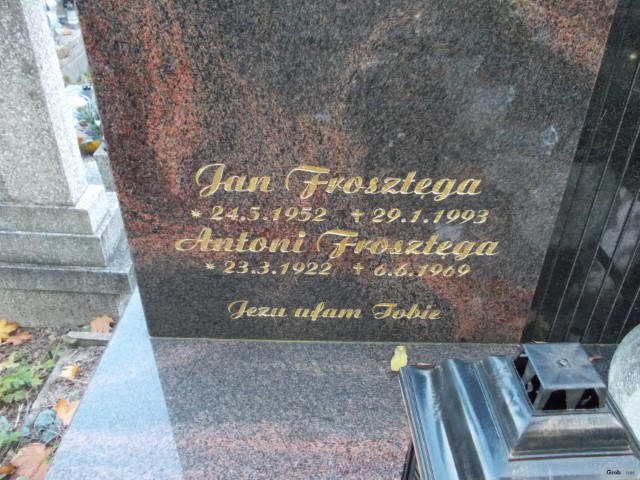 Jan Frosztęga
* 24.5.1952 † 29.1.1993
Antoni Frosztęga
* 23.3.1922 † 6.6.1969
Jezu ufam Tobie
Grob